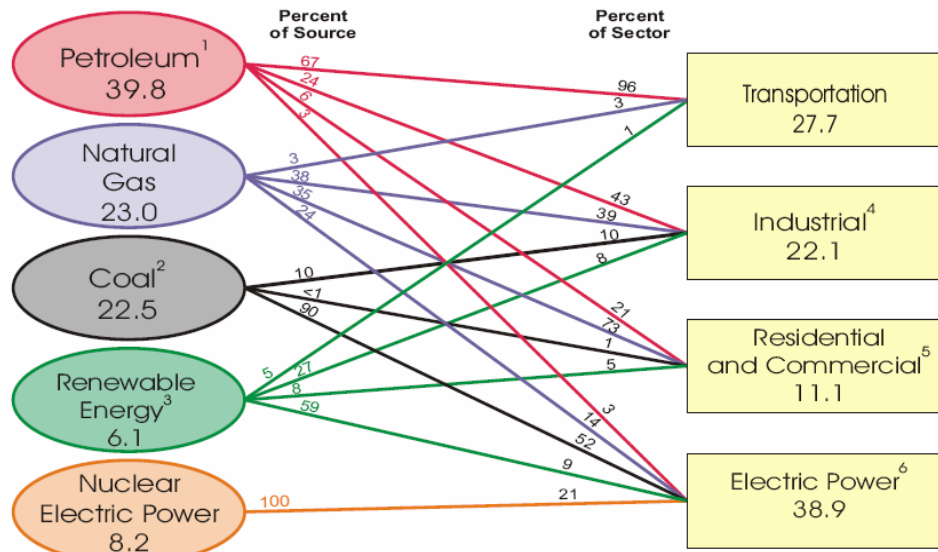 Percent
of Source
Percent
of Sector
Petroleum1
39.8
Natural
Gas
23.0
Coal2
22.5
Renewable
Energy3
6.1
Nuclear
Electric Power
8.2
67
24
6
3
3
38
35
24
10
<1
90
5
27
8
59
100
96
3
1
43
39
10
8
21
73
1
5
3
14
52
9
21
Transportation
27.7
Industrial4
22.1
Residential
and Commercial5
11.1
Electric Power6
38.9